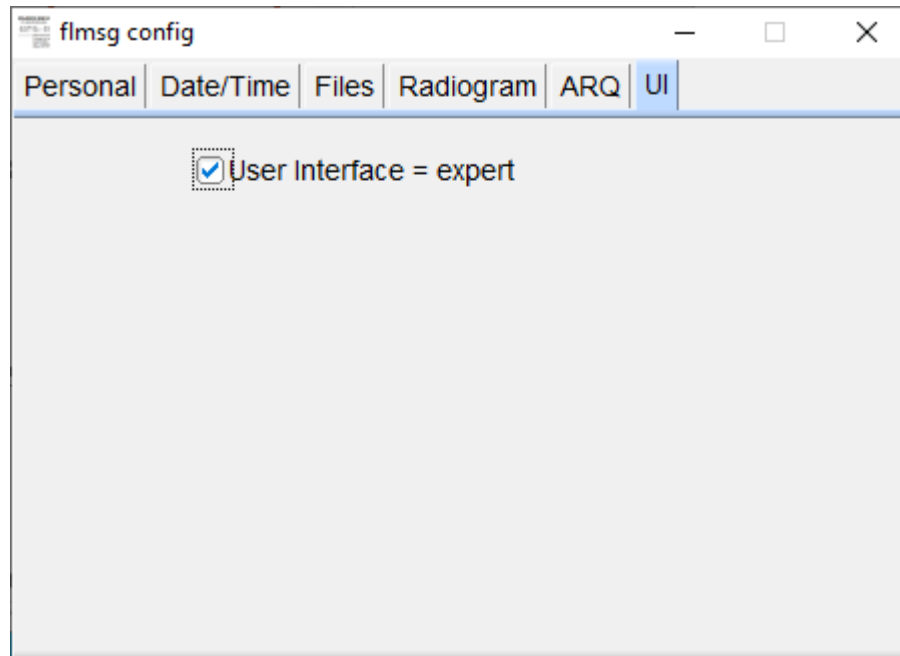 flmsg config
Personal Date/Time Files Radiogram ARQ UI
User Interface = expert